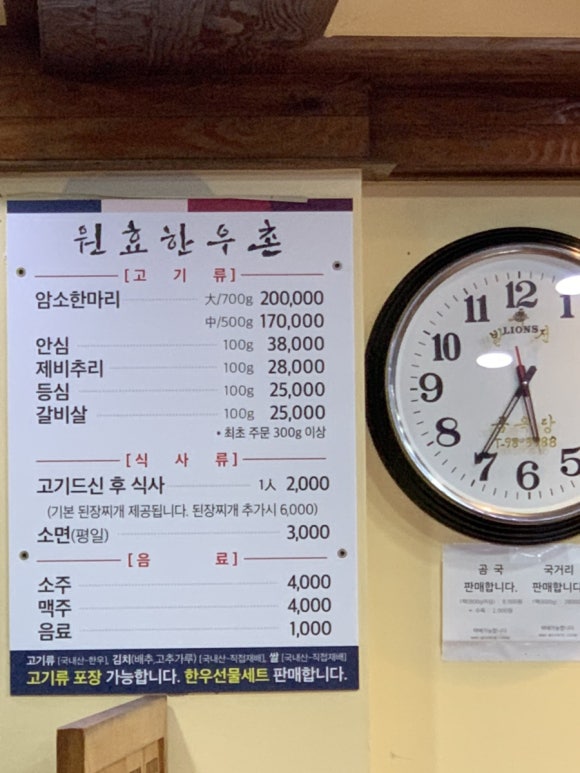 원효한우촌
[고 기 류]
암소한마리 大/700g 200,000
中/500g 170,000
안심 100g 38,000
제비추리 100g 28,000
등심 100g 25,000
갈비살 100g 25,000
• 최초 주문 300g 이상
[식 사 류]
고기드신 후 식사 1人 2,000
(기본 된장찌개 제공됩니다. 된장찌개 추가시 6,000)
소면(평일) 3,000
[음 료]
소주 4,000
맥주 4,000
음료 1,000
고기류 [국내산-한우], 김치(배추,고추가루) [국내산-직접재배], 쌀 [국내산-직접재배]
고기류 포장 가능합니다. 한우선물세트 판매합니다.
11 12 1
LIONS
10
9
8
7 6 5
곰 국
판매합니다.
국거리
판매합니다